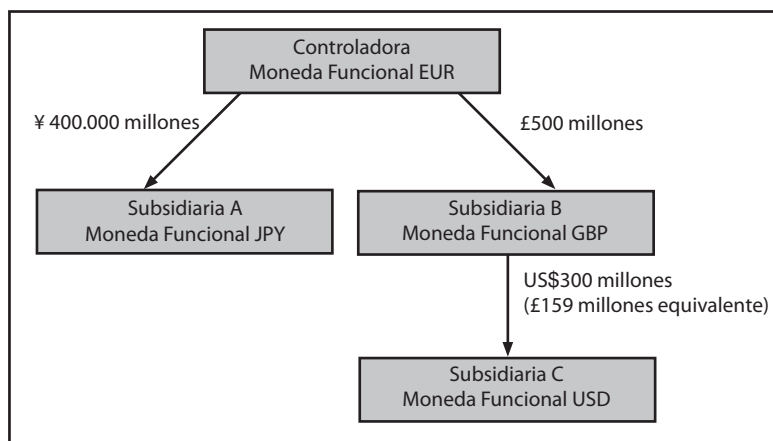 Controladora
Moneda Funcional EUR
¥ 400.000 millones
£500 millones
Subsidiaria A
Moneda Funcional JPY
Subsidiaria B
Moneda Funcional GBP
US$300 millones
(£159 millones equivalente)
Subsidiaria C
Moneda Funcional USD